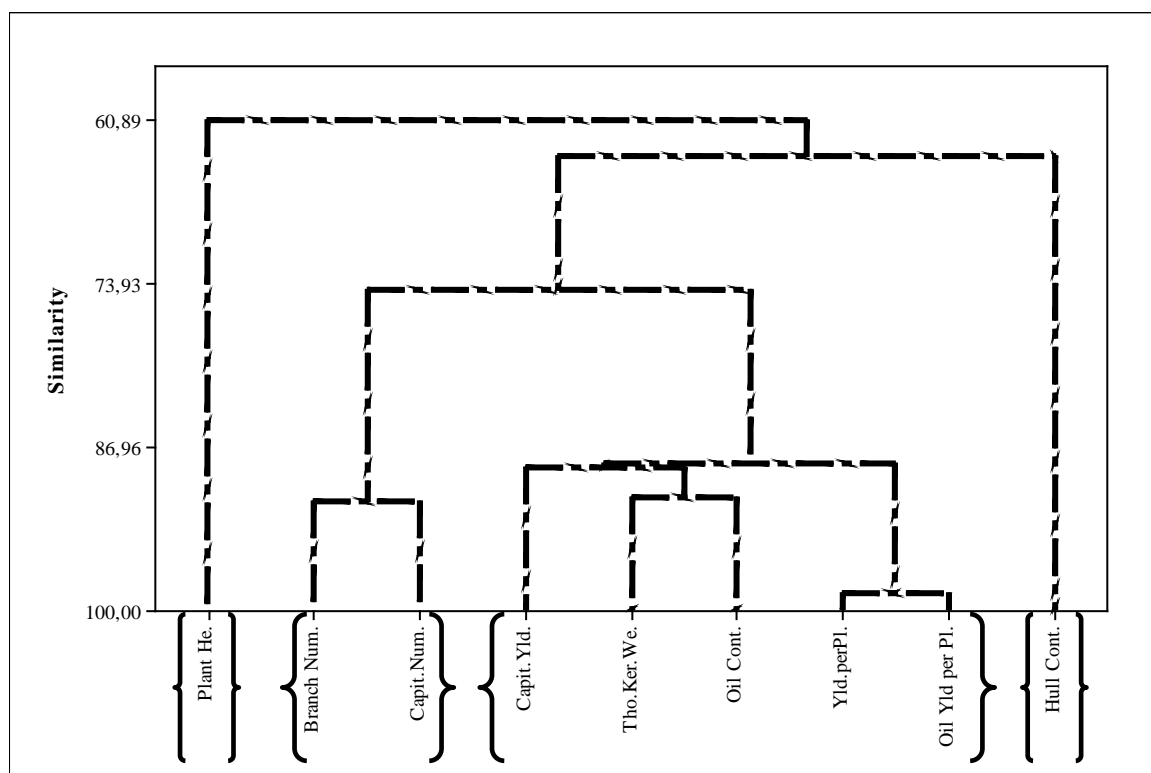 Similarity
60,89
73,93
86,96
100,00
Plant He.
Branch Num.
Capit.Num.
Capit.Yld.
Tho.Ker.We.
Oil Cont.
Yld.perPl.
Oil Yld per Pl.
Hull Cont.